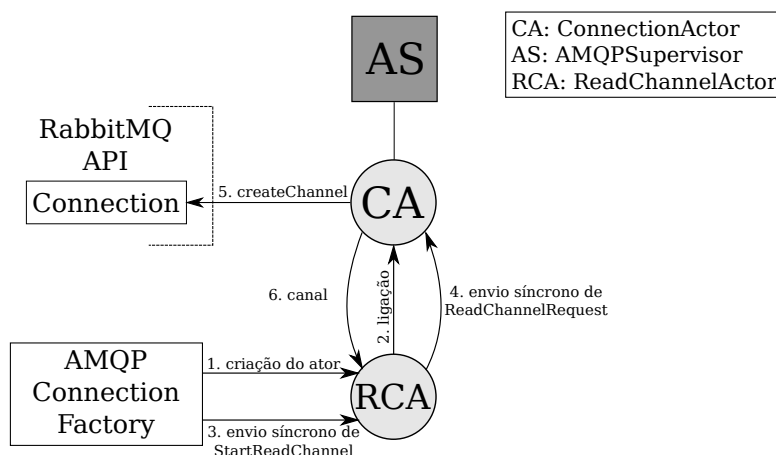 AS
CA: ConnectionActor
AS: AMQPSupervisor
RCA: ReadChannelActor
RabbitMQ
API
Connection
5. createChannel
CA
6. canal
2. ligação
4. envio síncrono de
ReadChannelRequest
AMQP
Connection
Factory
1. criação do ator
RCA
3. envio síncrono de
StartReadChannel